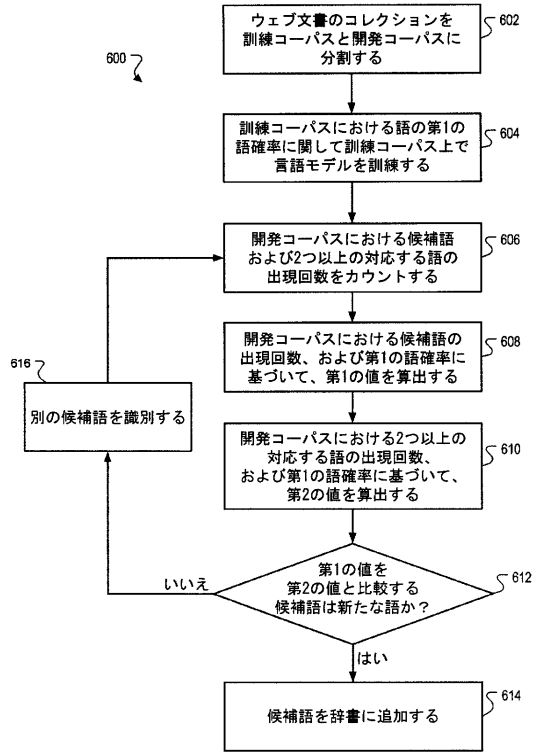 600
ウェブ文書のコレクションを
訓練コーパスと開発コーパスに
分割する
602
訓練コーパスにおける語の第1の
語確率に関して訓練コーパス上で
言語モデルを訓練する
604
開発コーパスにおける候補語
および2つ以上の対応する語の
出現回数をカウントする
606
開発コーパスにおける候補語の
出現回数、および第1の語確率に
基づいて、第1の値を算出する
608
開発コーパスにおける2つ以上の
対応する語の出現回数、
および第1の語確率に基づいて、
第2の値を算出する
610
第1の値を
第2の値と比較する
候補語は新たな語か？
612
いいえ
別の候補語を識別する
616
はい
候補語を辞書に追加する
614